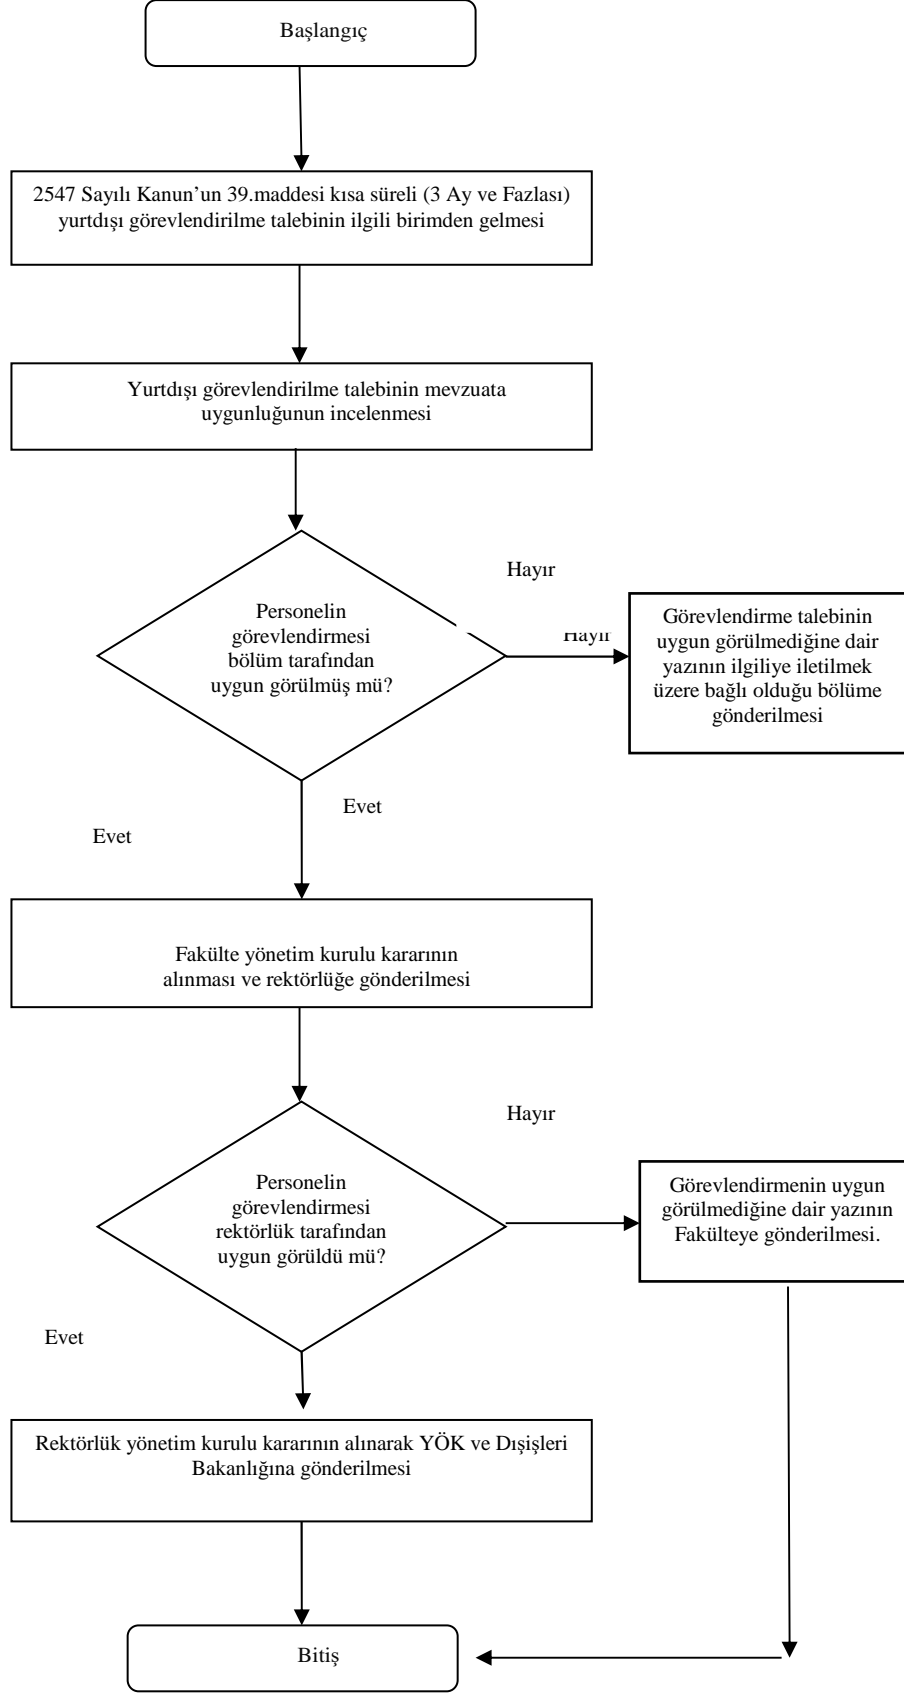 Başlangıç
2547 Sayılı Kanun’un 39.maddesi kısa süreli (3 Ay ve Fazlası)
yurtdışı görevlendirilme talebinin ilgili birimden gelmesi
Yurtdışı görevlendirilme talebinin mevzuata
uygunluğunun incelenmesi
Hayır
Personelin
görevlendirmesi
bölüm tarafından
uygun görülmüş mü?
Hayır
Görevlendirme talebinin
uygun görülmediğine dair
yazının ilgiliye iletilmek
üzere bağlı olduğu bölüme
gönderilmesi
Evet
Evet
Fakülte yönetim kurulu kararının
alınması ve rektörlüğe gönderilmesi
Hayır
Personelin
görevlendirmesi
rektörlük tarafından
uygun görüldü mü?
Görevlendirmenin uygun
görülmediğine dair yazının
Fakülteye gönderilmesi.
Evet
Rektörlük yönetim kurulu kararının alınarak YÖK ve Dışişleri
Bakanlığına gönderilmesi
Bitiş